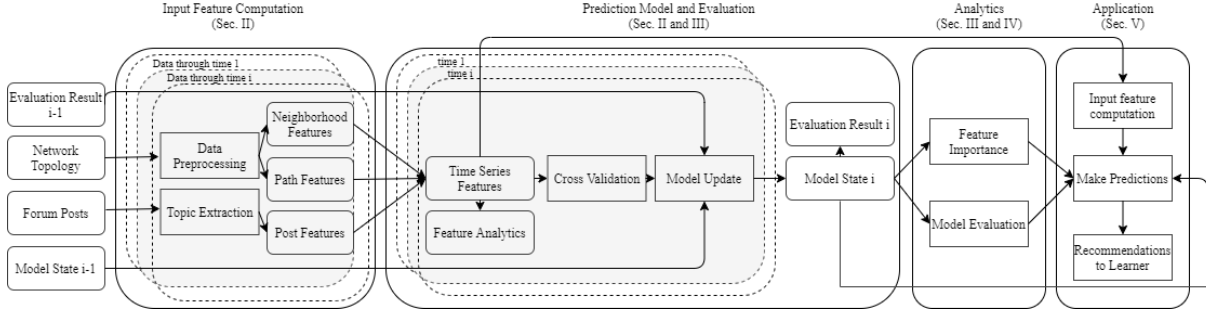 Input Feature Computation
(Sec. II)
Prediction Model and Evaluation
(Sec. II and III)
Analytics
(Sec. III and IV)
Application
(Sec. V)
Data through time 1
Data through time i
time 1
time i
Evaluation Result
i-1
Network
Topology
Forum Posts
Model State i-1
Data
Preprocessing
Topic Extraction
Neighborhood
Features
Path Features
Post Features
Time Series
Features
Feature Analytics
Cross Validation
Model Update
Evaluation Result i
Model State i
Feature
Importance
Model Evaluation
Input feature
computation
Make Predictions
Recommendations
to Learner